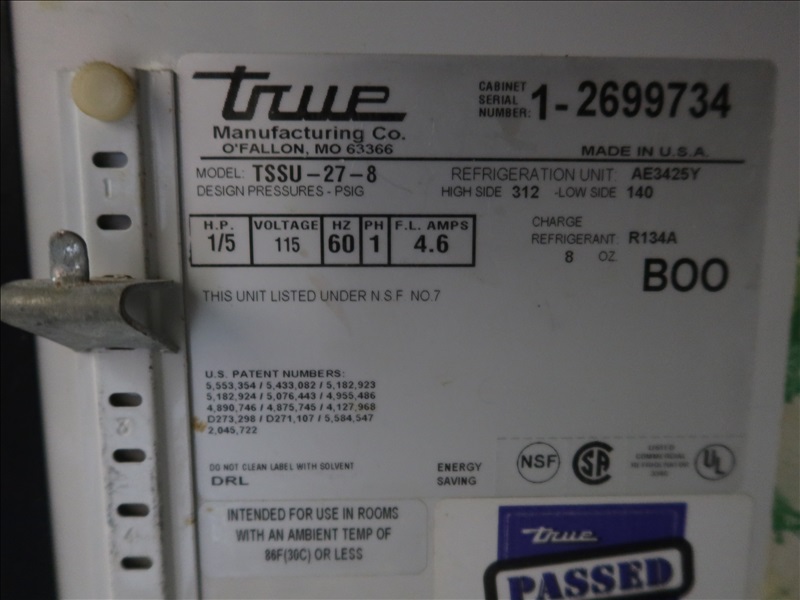 true
Manufacturing Co.
O'FALLON, MO 63366
CABINET
SERIAL
NUMBER: 1-2699734
MADE IN U.S.A.
MODEL: TSSU-27-8
REFRIGERATION UNIT: AE3425Y
DESIGN PRESSURES - PSIG
HIGH SIDE 312 -LOW SIDE 140
H.P. VOLTAGE HZ PH F.L. AMPS
1/5 115 60 1 4.6
CHARGE
REFRIGERANT: R134A
8 OZ.
BOO
THIS UNIT LISTED UNDER N.S.F NO.7
U.S. PATENT NUMBERS:
5,553,354 / 5,433,082 / 5,182,923
5,182,924 / 5,076,443 / 4,955,486
4,890,746 / 4,875,745 / 4,127,968
D273,298 / D271,107 / 5,584,547
2,045,722
DO NOT CLEAN LABEL WITH SOLVENT
DRL
ENERGY
SAVING
NSF
SA
UL
INTENDED FOR USE IN ROOMS
WITH AN AMBIENT TEMP OF
86F(30C) OR LESS
true
PASSED